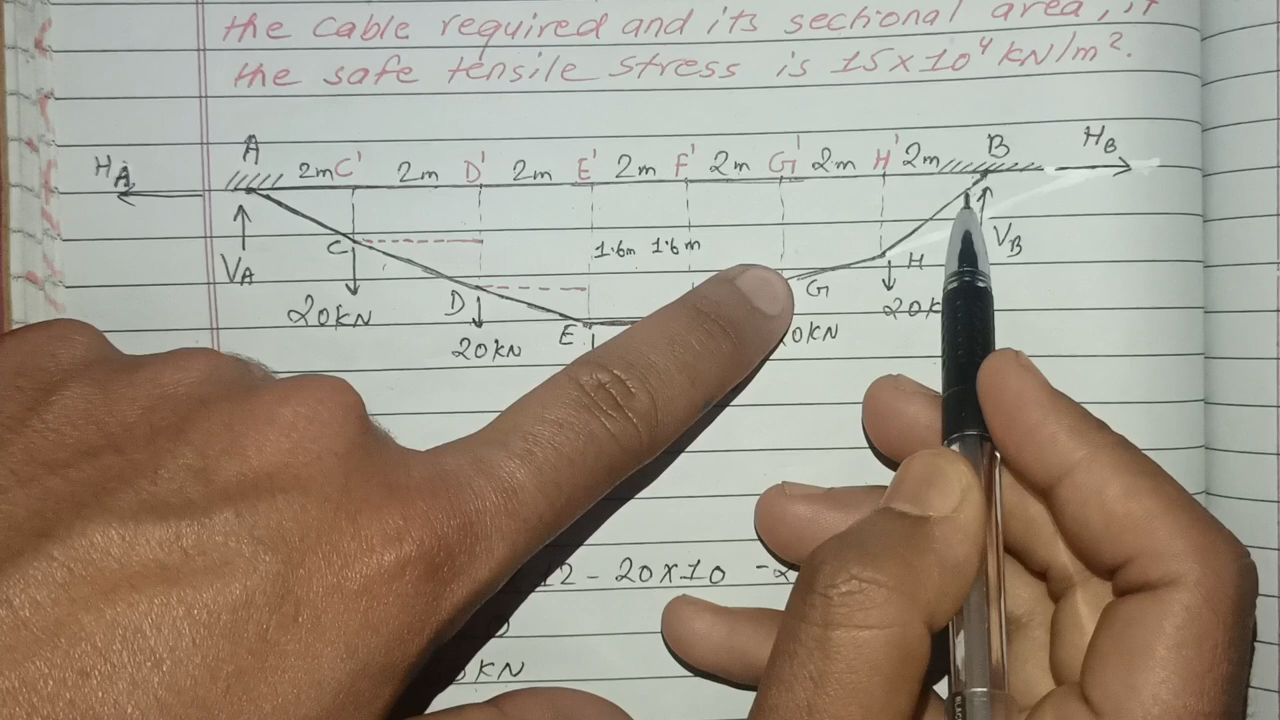 the cable required and its sectional area, if
the safe tensile stress is 15×10⁴ kN/m².
A B
H_A 2m C' 2m D' 2m E' 2m F' 2m G' 2m H' 2m H_B
C 1.6m 1.6m H V_B
V_A D G
20KN E 20K
20KN 0KN
12 - 20×10 -
KN